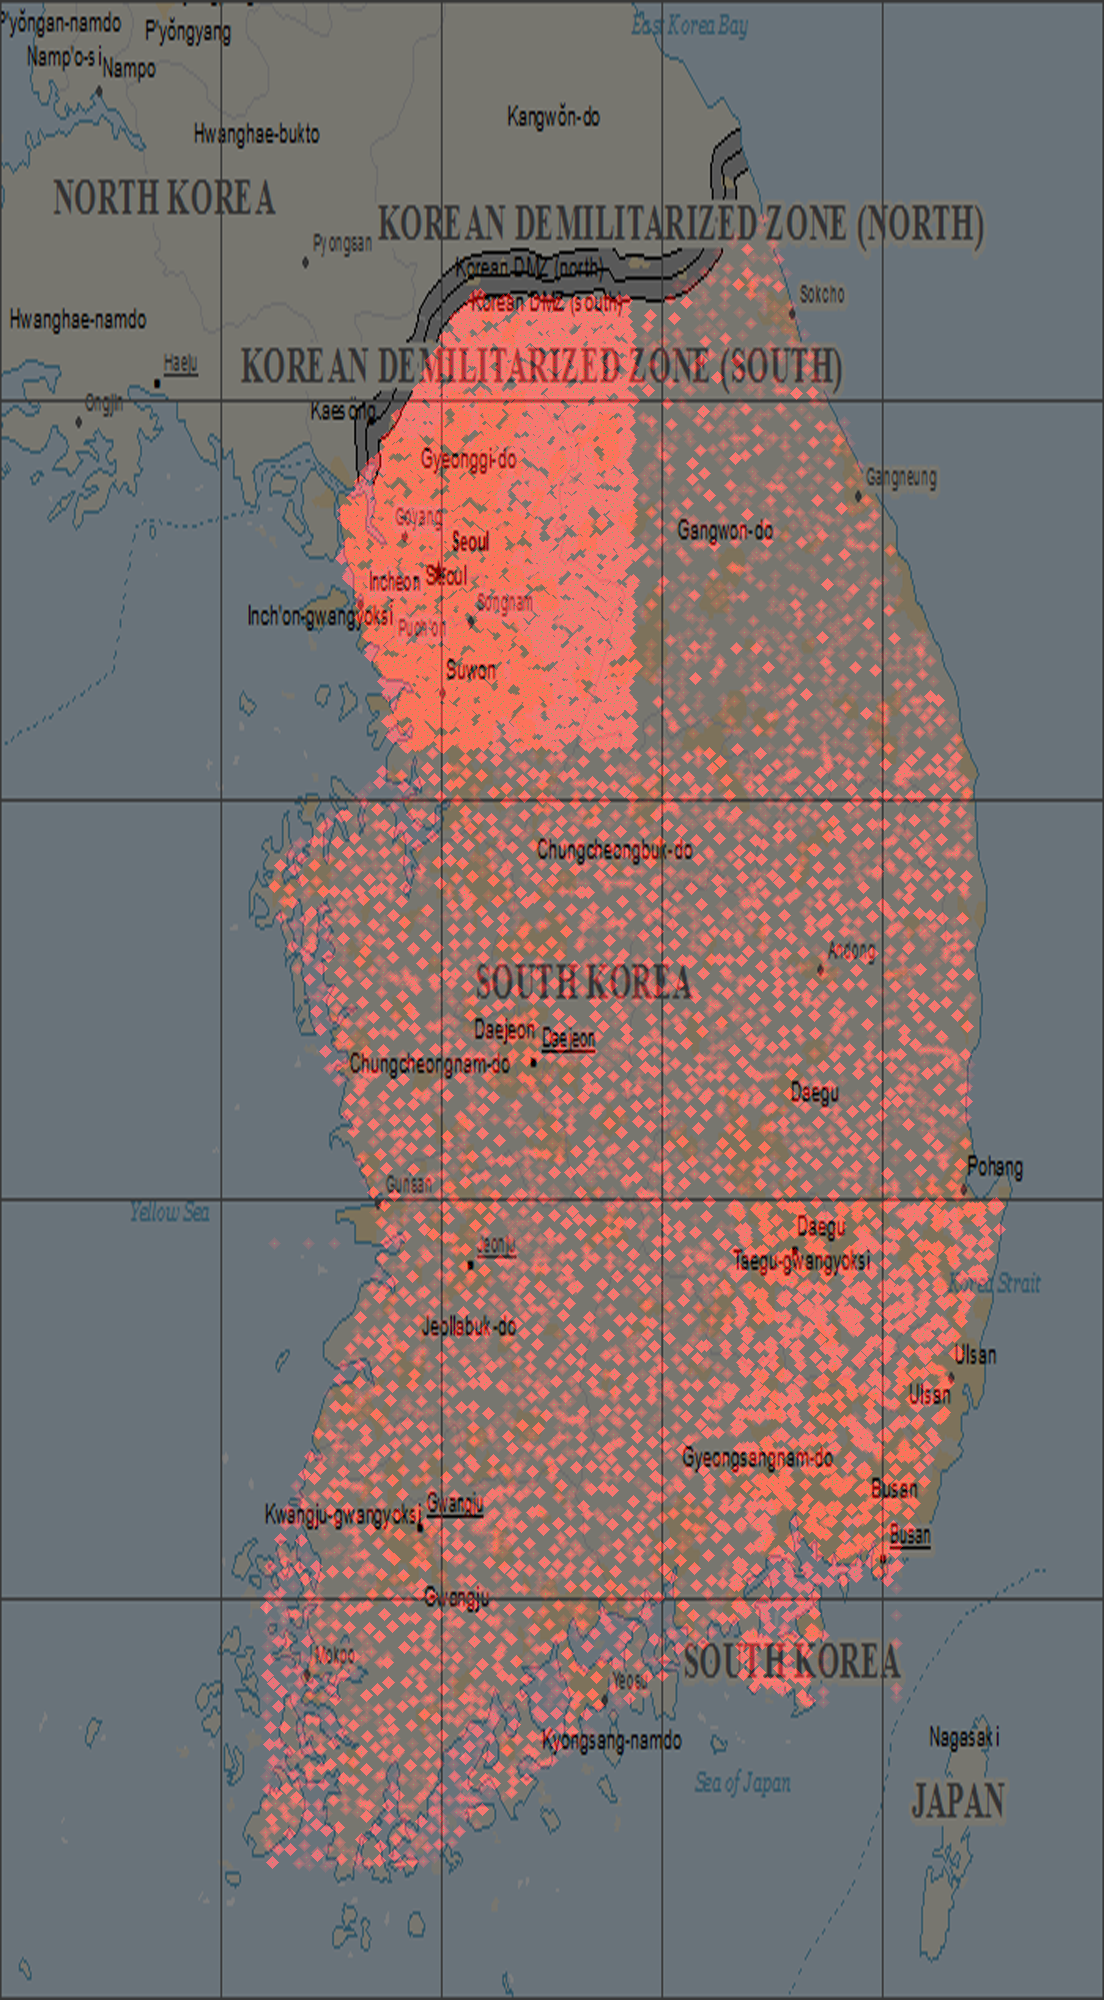 East Korea Bay
P'yŏngan-namdo
P'yŏngyang
Namp'o-si
Nampo
Kangwŏn-do
Hwanghae-bukto
NORTH KOREA
KOREAN DEMILITARIZED ZONE (NORTH)
Pyongsan
Korean DMZ (north)
Sokcho
Korean DMZ (south)
Hwanghae-namdo
KOREAN DEMILITARIZED ZONE (SOUTH)
Haeju
Ongjin
Kaesŏng
Gyeonggi-do
Gangneung
Goyang
Gangwon-do
Seoul
Seoul
Incheon
Songnam
Inch'on-gwangyoksi
Puch'on
Suwon
Chungcheongbuk-do
Andong
SOUTH KOREA
Daejeon
Daejeon
Chungcheongnam-do
Daegu
Pohang
Gunsan
Yellow Sea
Daegu
Jeonju
Taegu-gwangyoksi
Korea Strait
Jeollabuk-do
Ulsan
Ulsan
Gyeongsangnam-do
Busan
Gwangju
Kwangju-gwangyoksi
Busan
Gwangju
Mokpo
SOUTH KOREA
Yeosu
Kyongsang-namdo
Nagasaki
Sea of Japan
JAPAN